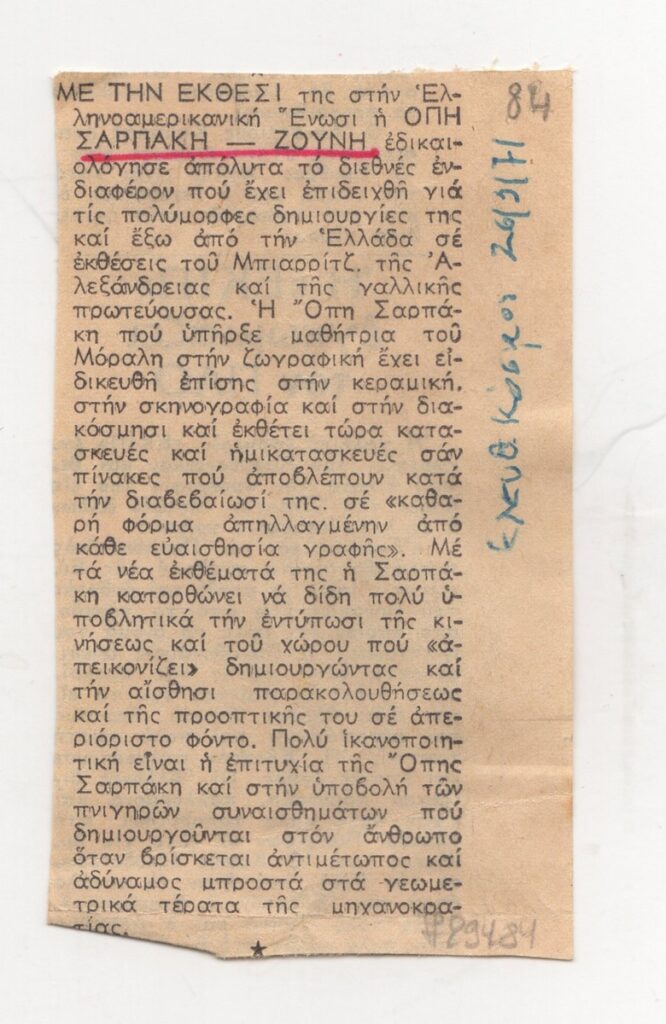 ΜΕ ΤΗΝ ΕΚΘΕΣΙ της στήν Ἑλ-
ληνοαμερικανική Ἕνωσι ἡ ΟΠΗ
ΣΑΡΠΑΚΗ — ΖΟΥΝΗ ἐδικαι-
ολόγησε ἀπόλυτα τό διεθνές ἐν-
διαφέρον πού ἔχει ἐπιδειχθῆ γιά
τίς πολύμορφες δημιουργίες της
καί ἔξω ἀπό τήν Ἑλλάδα σέ
ἐκθέσεις τοῦ Μπιαρρίτζ, τῆς Ἀ-
λεξάνδρειας καί τῆς γαλλικῆς
πρωτεύουσας. Ἡ Ὄπη Σαρπά-
κη πού ὑπῆρξε μαθήτρια τοῦ
Μόραλη στήν ζωγραφική ἔχει εἰ-
δικευθῆ ἐπίσης στήν κεραμική,
στήν σκηνογραφία καί στήν δια-
κόσμησι καί ἐκθέτει τώρα κατα-
σκευές καί ἡμικατασκευές σάν
πίνακες πού ἀποβλέπουν κατά
τήν διαβεβαίωσί της, σέ «καθα-
ρή φόρμα ἀπηλλαγμένην ἀπό
κάθε εὐαισθησία γραφῆς». Μέ
τά νέα ἐκθέματά της ἡ Σαρπά-
κη κατορθώνει νά δίδη πολύ ὑ-
ποβλητικά τήν ἐντύπωσι τῆς κι-
νήσεως καί τοῦ χώρου πού «ἀ-
πεικονίζει» δημιουργώντας καί
τήν αἴσθησι παρακολουθήσεως
καί τῆς προοπτικῆς του σέ ἀπε-
ριόριστο φόντο. Πολύ ἱκανοποιη-
τική εἶναι ἡ ἐπιτυχία τῆς Ὄπης
Σαρπάκη καί στήν ὑποβολή τῶν
πνιγηρῶν συναισθημάτων πού
δημιουργοῦνται στόν ἄνθρωπο
ὅταν βρίσκεται ἀντιμέτωπος καί
ἀδύναμος μπροστά στά γεωμε-
τρικά τέρατα τῆς μηχανοκρα-
τίας.
84
Ελευθ. Κόσμος
89484